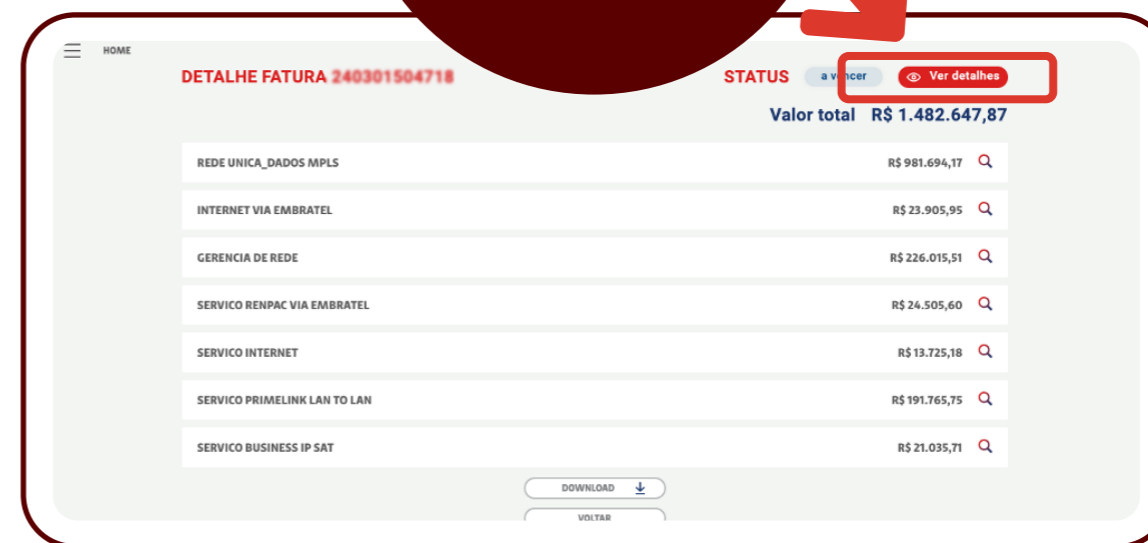 HOME
DETALHE FATURA 240301504718
STATUS a vencer Ver detalhes
Valor total R$ 1.482.647,87
REDE UNICA_DADOS MPLS R$ 981.694,17
INTERNET VIA EMBRATEL R$ 23.905,95
GERENCIA DE REDE R$ 226.015,51
SERVICO RENPAC VIA EMBRATEL R$ 24.505,60
SERVICO INTERNET R$ 13.725,18
SERVICO PRIMELINK LAN TO LAN R$ 191.765,75
SERVICO BUSINESS IP SAT R$ 21.035,71
DOWNLOAD
VOLTAR